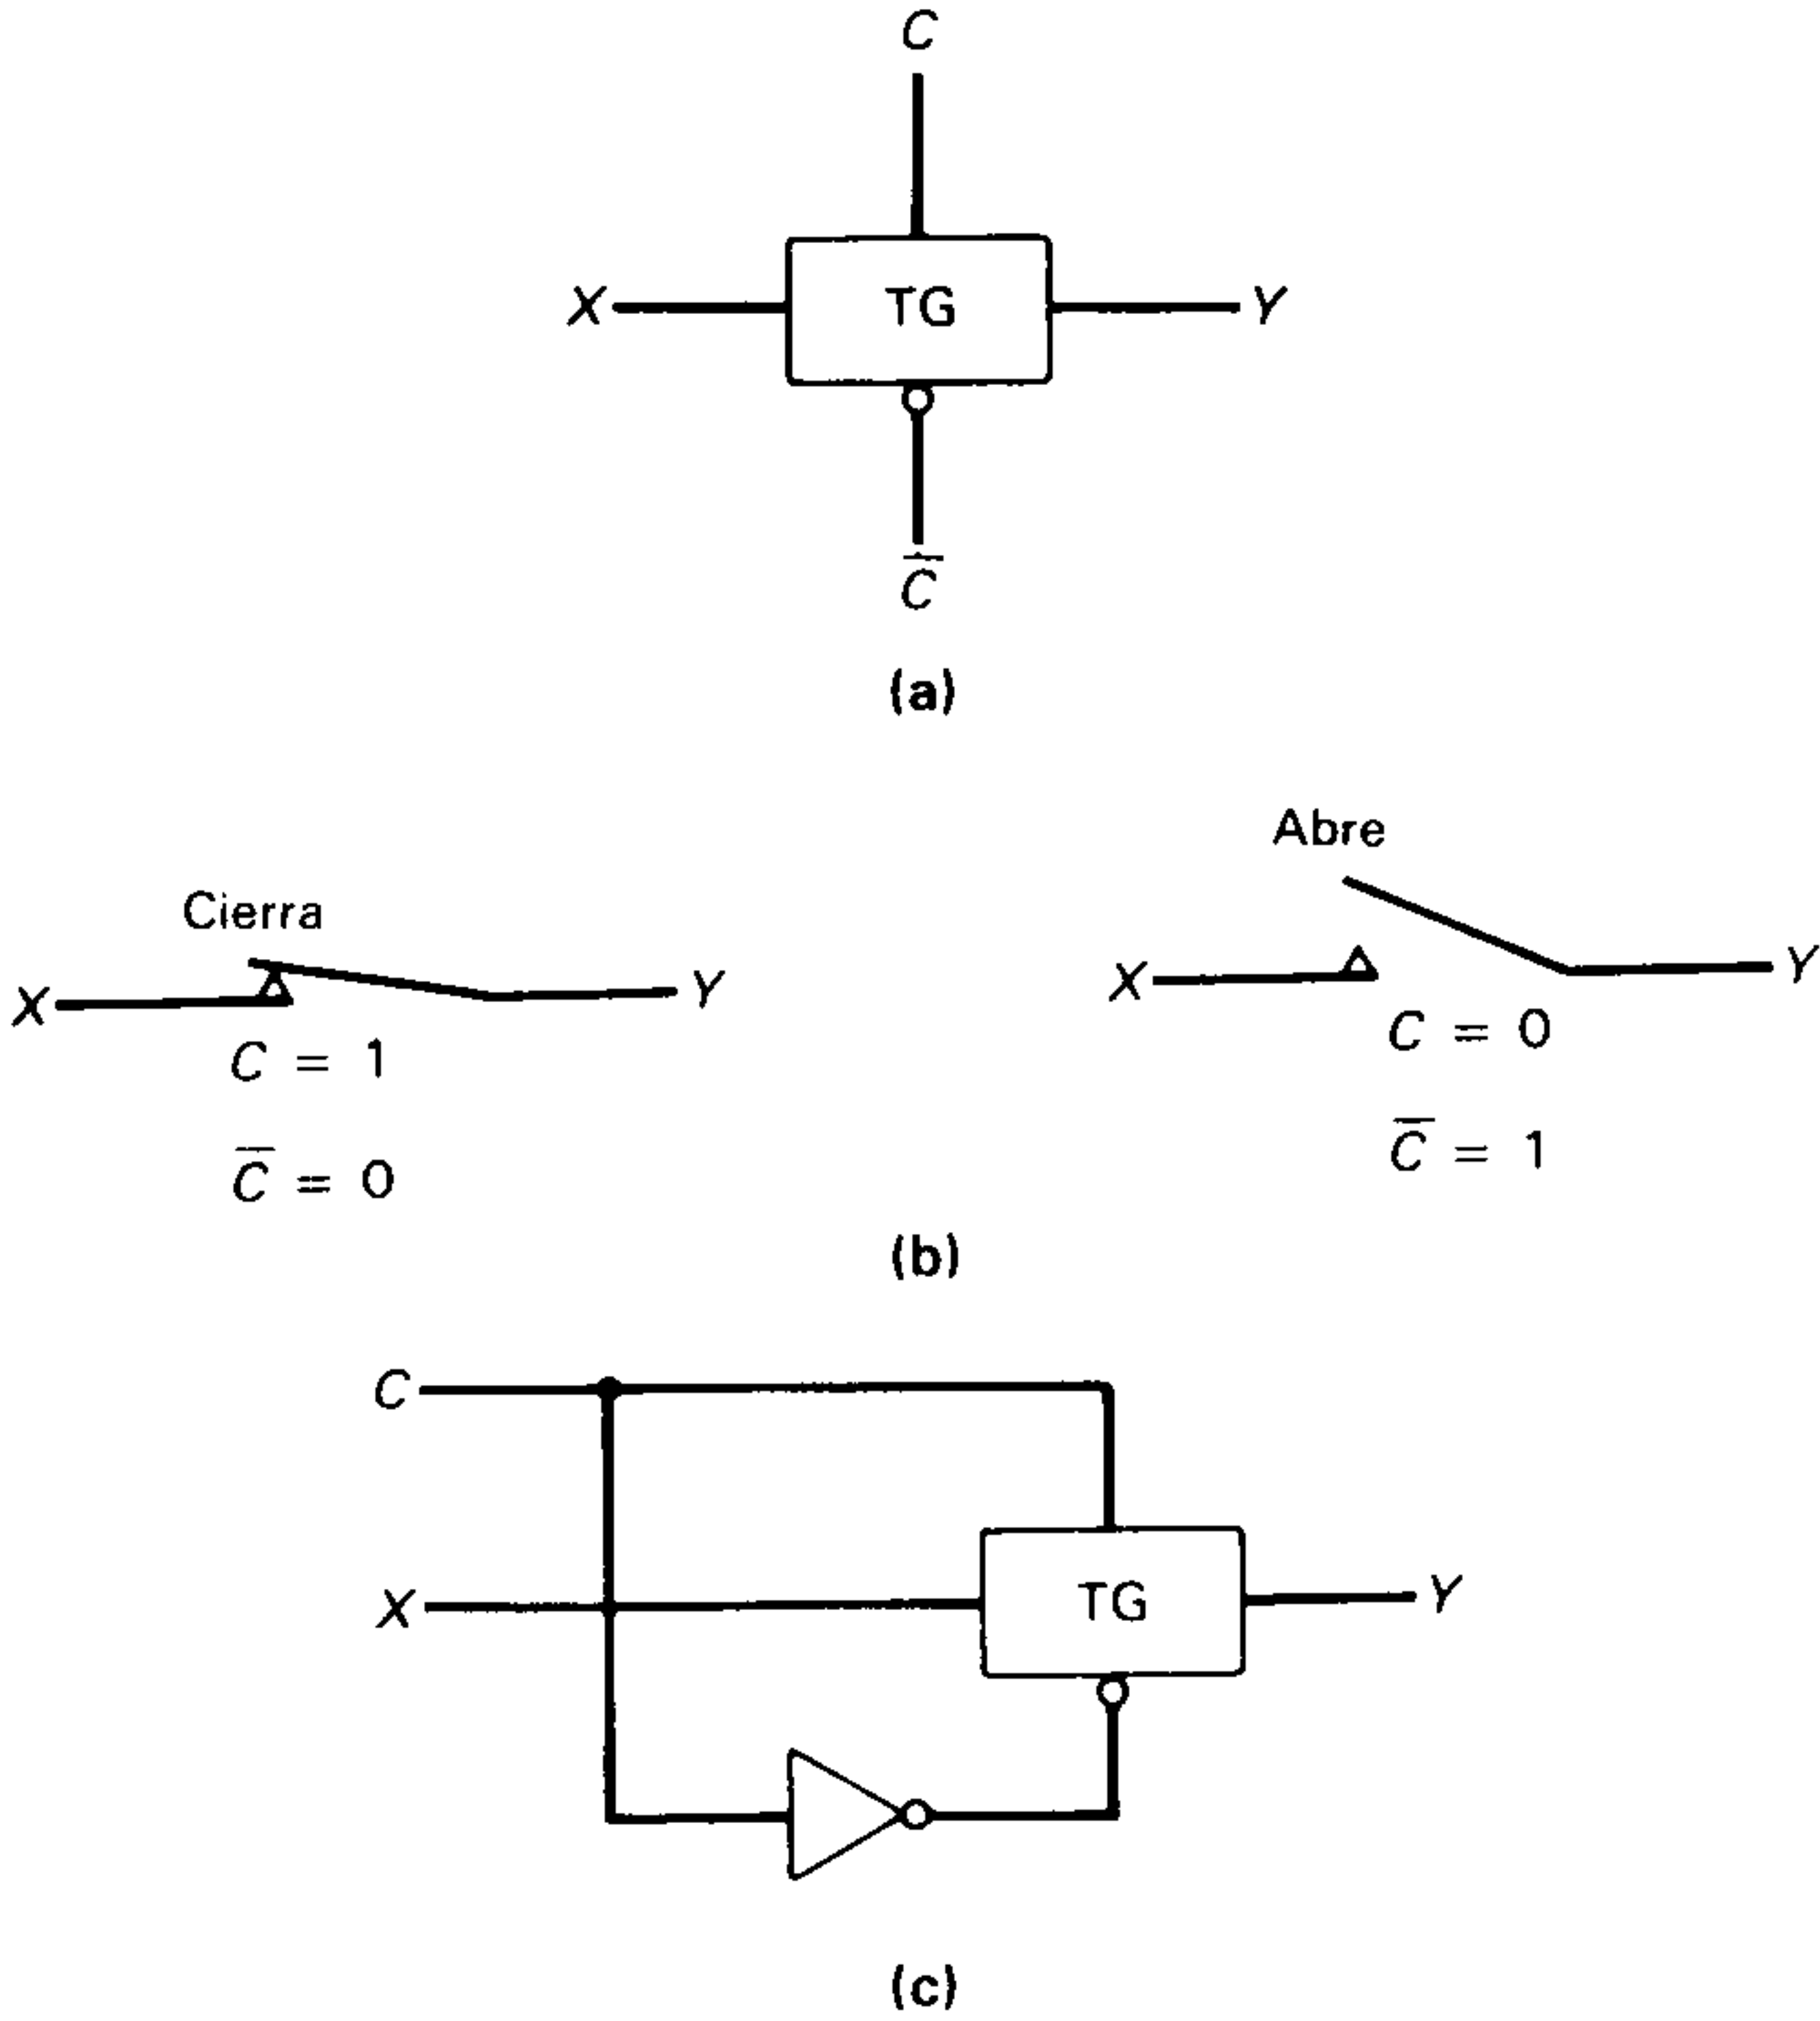 C
X TG Y
C̅
(a)
Abre
Cierra
X Y X Y
C = 1 C = 0
C̅ = 0 C̅ = 1
(b)
C
X TG Y
(c)